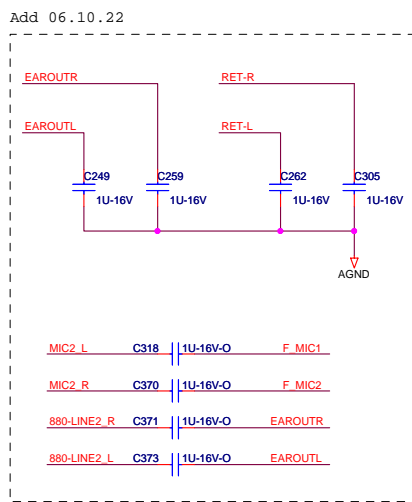 Add 06.10.22
EAROUTR RET-R
EAROUTL RET-L
C249 C259 C262 C305
1U-16V 1U-16V 1U-16V 1U-16V
AGND
MIC2_L C318 1U-16V-O F_MIC1
MIC2_R C370 1U-16V-O F_MIC2
880-LINE2_R C371 1U-16V-O EAROUTR
880-LINE2_L C373 1U-16V-O EAROUTL